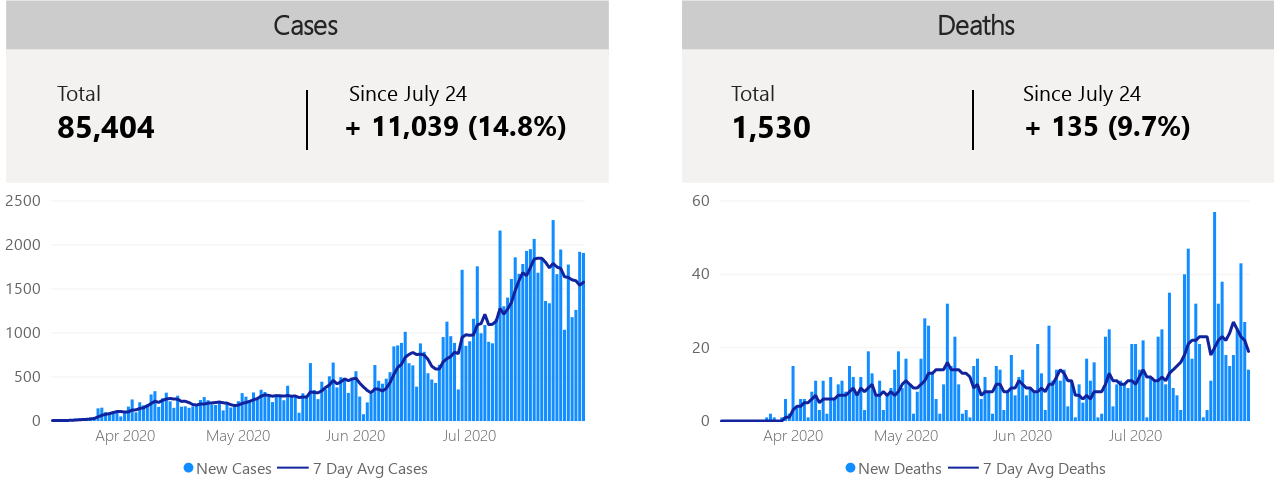 Cases
Total
85,404
Since July 24
+ 11,039 (14.8%)
2500
2000
1500
1000
500
0
Apr 2020 May 2020 Jun 2020 Jul 2020
New Cases 7 Day Avg Cases
Deaths
Total
1,530
Since July 24
+ 135 (9.7%)
60
40
20
0
Apr 2020 May 2020 Jun 2020 Jul 2020
New Deaths 7 Day Avg Deaths